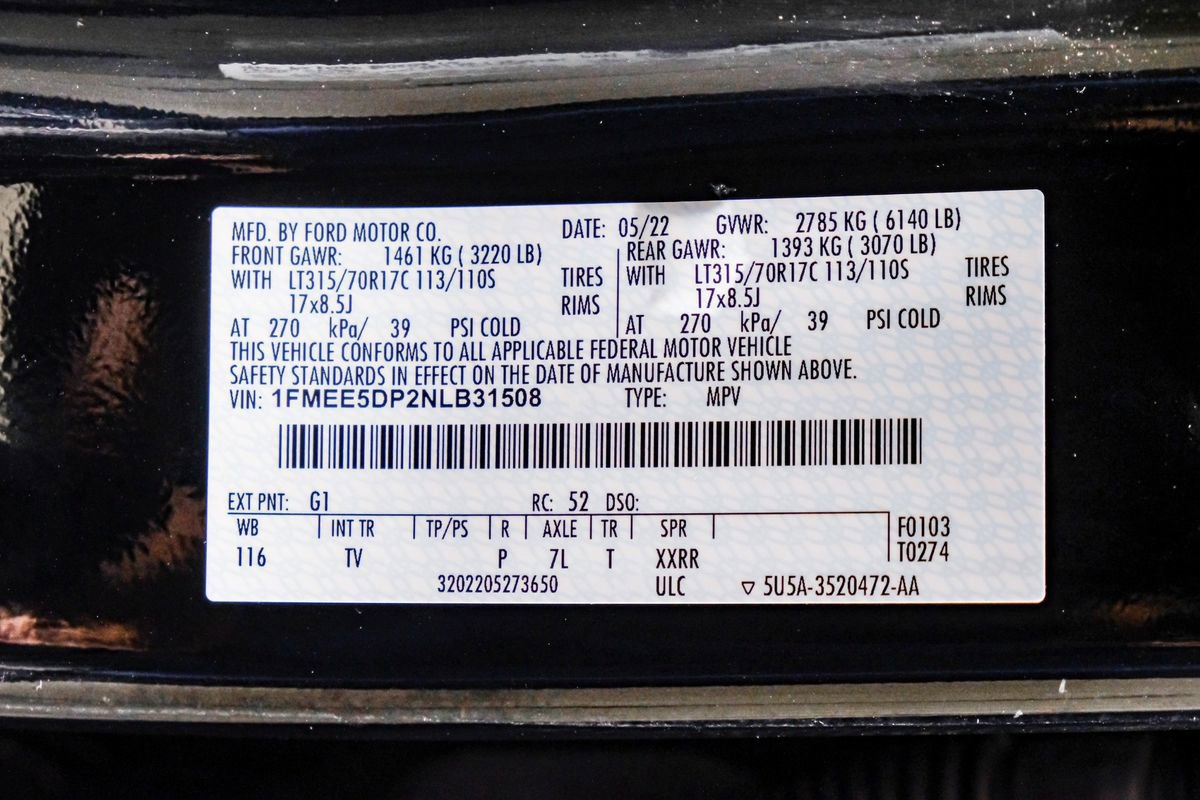 MFD. BY FORD MOTOR CO. DATE: 05/22 GVWR: 2785 KG ( 6140 LB)
FRONT GAWR: 1461 KG ( 3220 LB) REAR GAWR: 1393 KG ( 3070 LB)
WITH LT315/70R17C 113/110S TIRES WITH LT315/70R17C 113/110S TIRES
17x8.5J RIMS 17x8.5J RIMS
AT 270 kPa/ 39 PSI COLD AT 270 kPa/ 39 PSI COLD
THIS VEHICLE CONFORMS TO ALL APPLICABLE FEDERAL MOTOR VEHICLE
SAFETY STANDARDS IN EFFECT ON THE DATE OF MANUFACTURE SHOWN ABOVE.
VIN: 1FMEE5DP2NLB31508 TYPE: MPV
EXT PNT: G1 RC: 52 DSO:
WB INT TR TP/PS R AXLE TR SPR F0103
116 TV P 7L T XXRR T0274
3202205273650 ULC ▽ 5U5A-3520472-AA